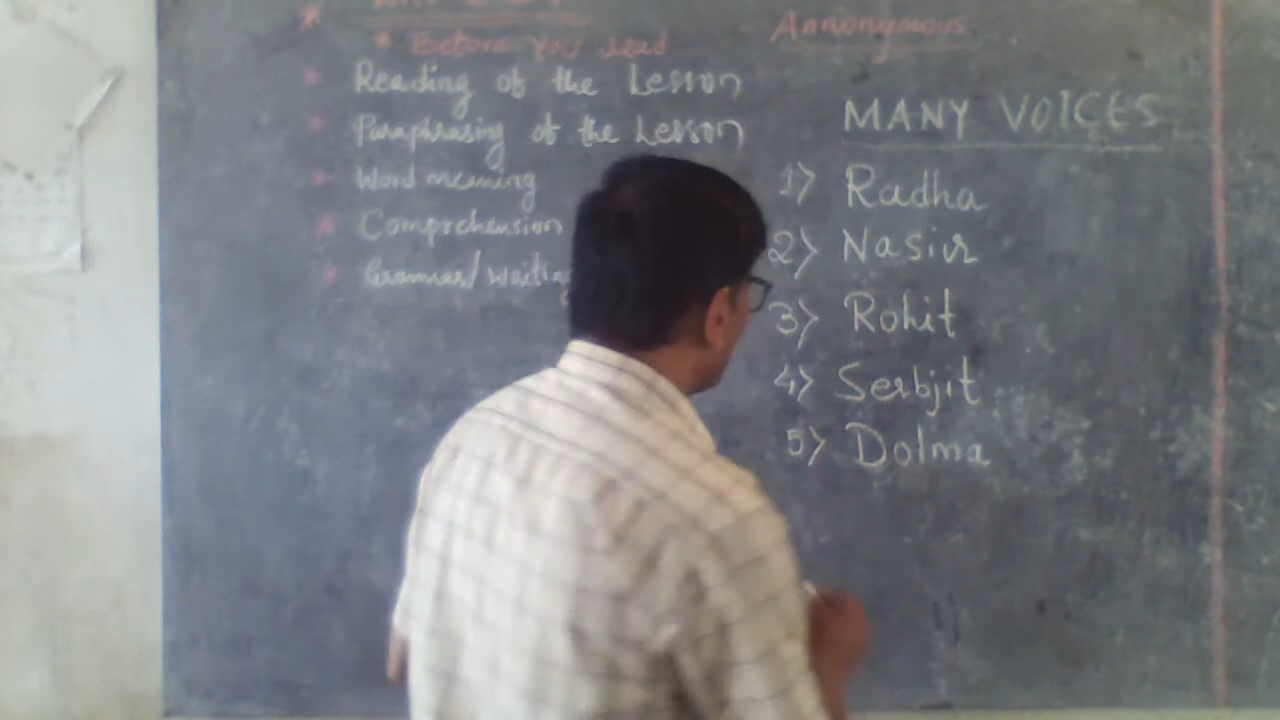 * Before you read
Reading of the Lesson
Paraphrasing of the Lesson
Word meaning
Comprehension
Grammar/writing
- Annonymous
MANY VOICES
1) Radha
2) Nasir
3) Rohit
4) Serbjit
5) Dolma